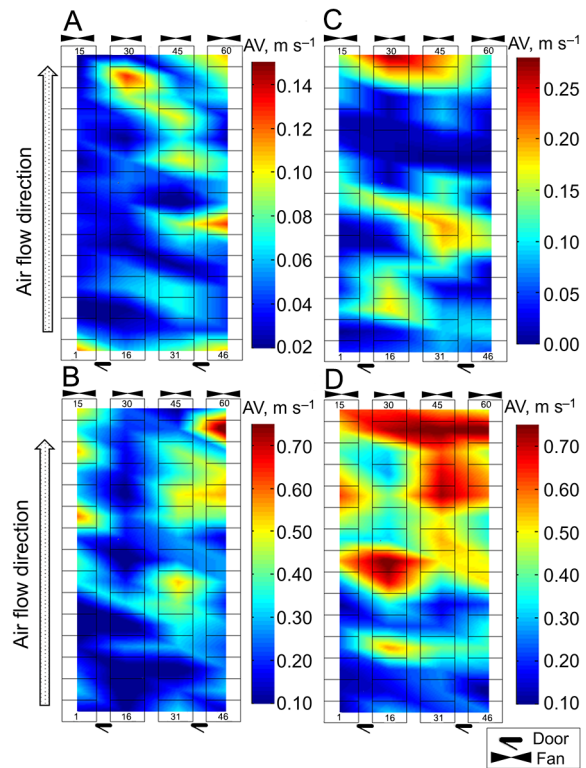 A
C
15 30 45 60
AV, m s⁻¹
15 30 45 60
AV, m s⁻¹
0.14
0.12
0.10
0.08
0.06
0.04
0.02
0.25
0.20
0.15
0.10
0.05
0.00
Air flow direction
1 16 31 46
1 16 31 46
B
D
15 30 45 60
AV, m s⁻¹
15 30 45 60
AV, m s⁻¹
0.70
0.60
0.50
0.40
0.30
0.20
0.10
0.70
0.60
0.50
0.40
0.30
0.20
0.10
Air flow direction
1 16 31 46
1 16 31 46
Door
Fan